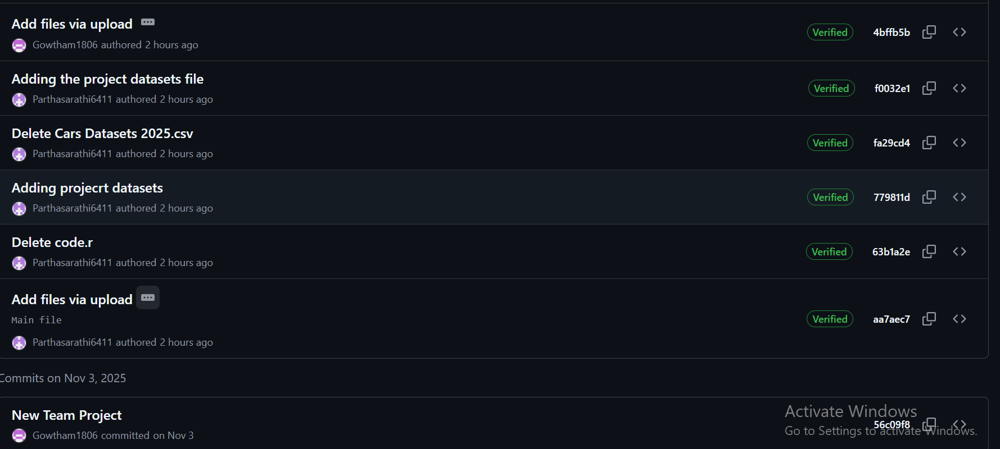 Add files via upload
Gowtham1806 authored 2 hours ago
Verified
4bffb5b
Adding the project datasets file
Parthasarathi6411 authored 2 hours ago
Verified
f0032e1
Delete Cars Datasets 2025.csv
Parthasarathi6411 authored 2 hours ago
Verified
fa29cd4
Adding projecrt datasets
Parthasarathi6411 authored 2 hours ago
Verified
779811d
Delete code.r
Parthasarathi6411 authored 2 hours ago
Verified
63b1a2e
Add files via upload
Main file
Parthasarathi6411 authored 2 hours ago
Verified
aa7aec7
Commits on Nov 3, 2025
New Team Project
Gowtham1806 committed on Nov 3
56c09f8
Activate Windows
Go to Settings to activate Windows.